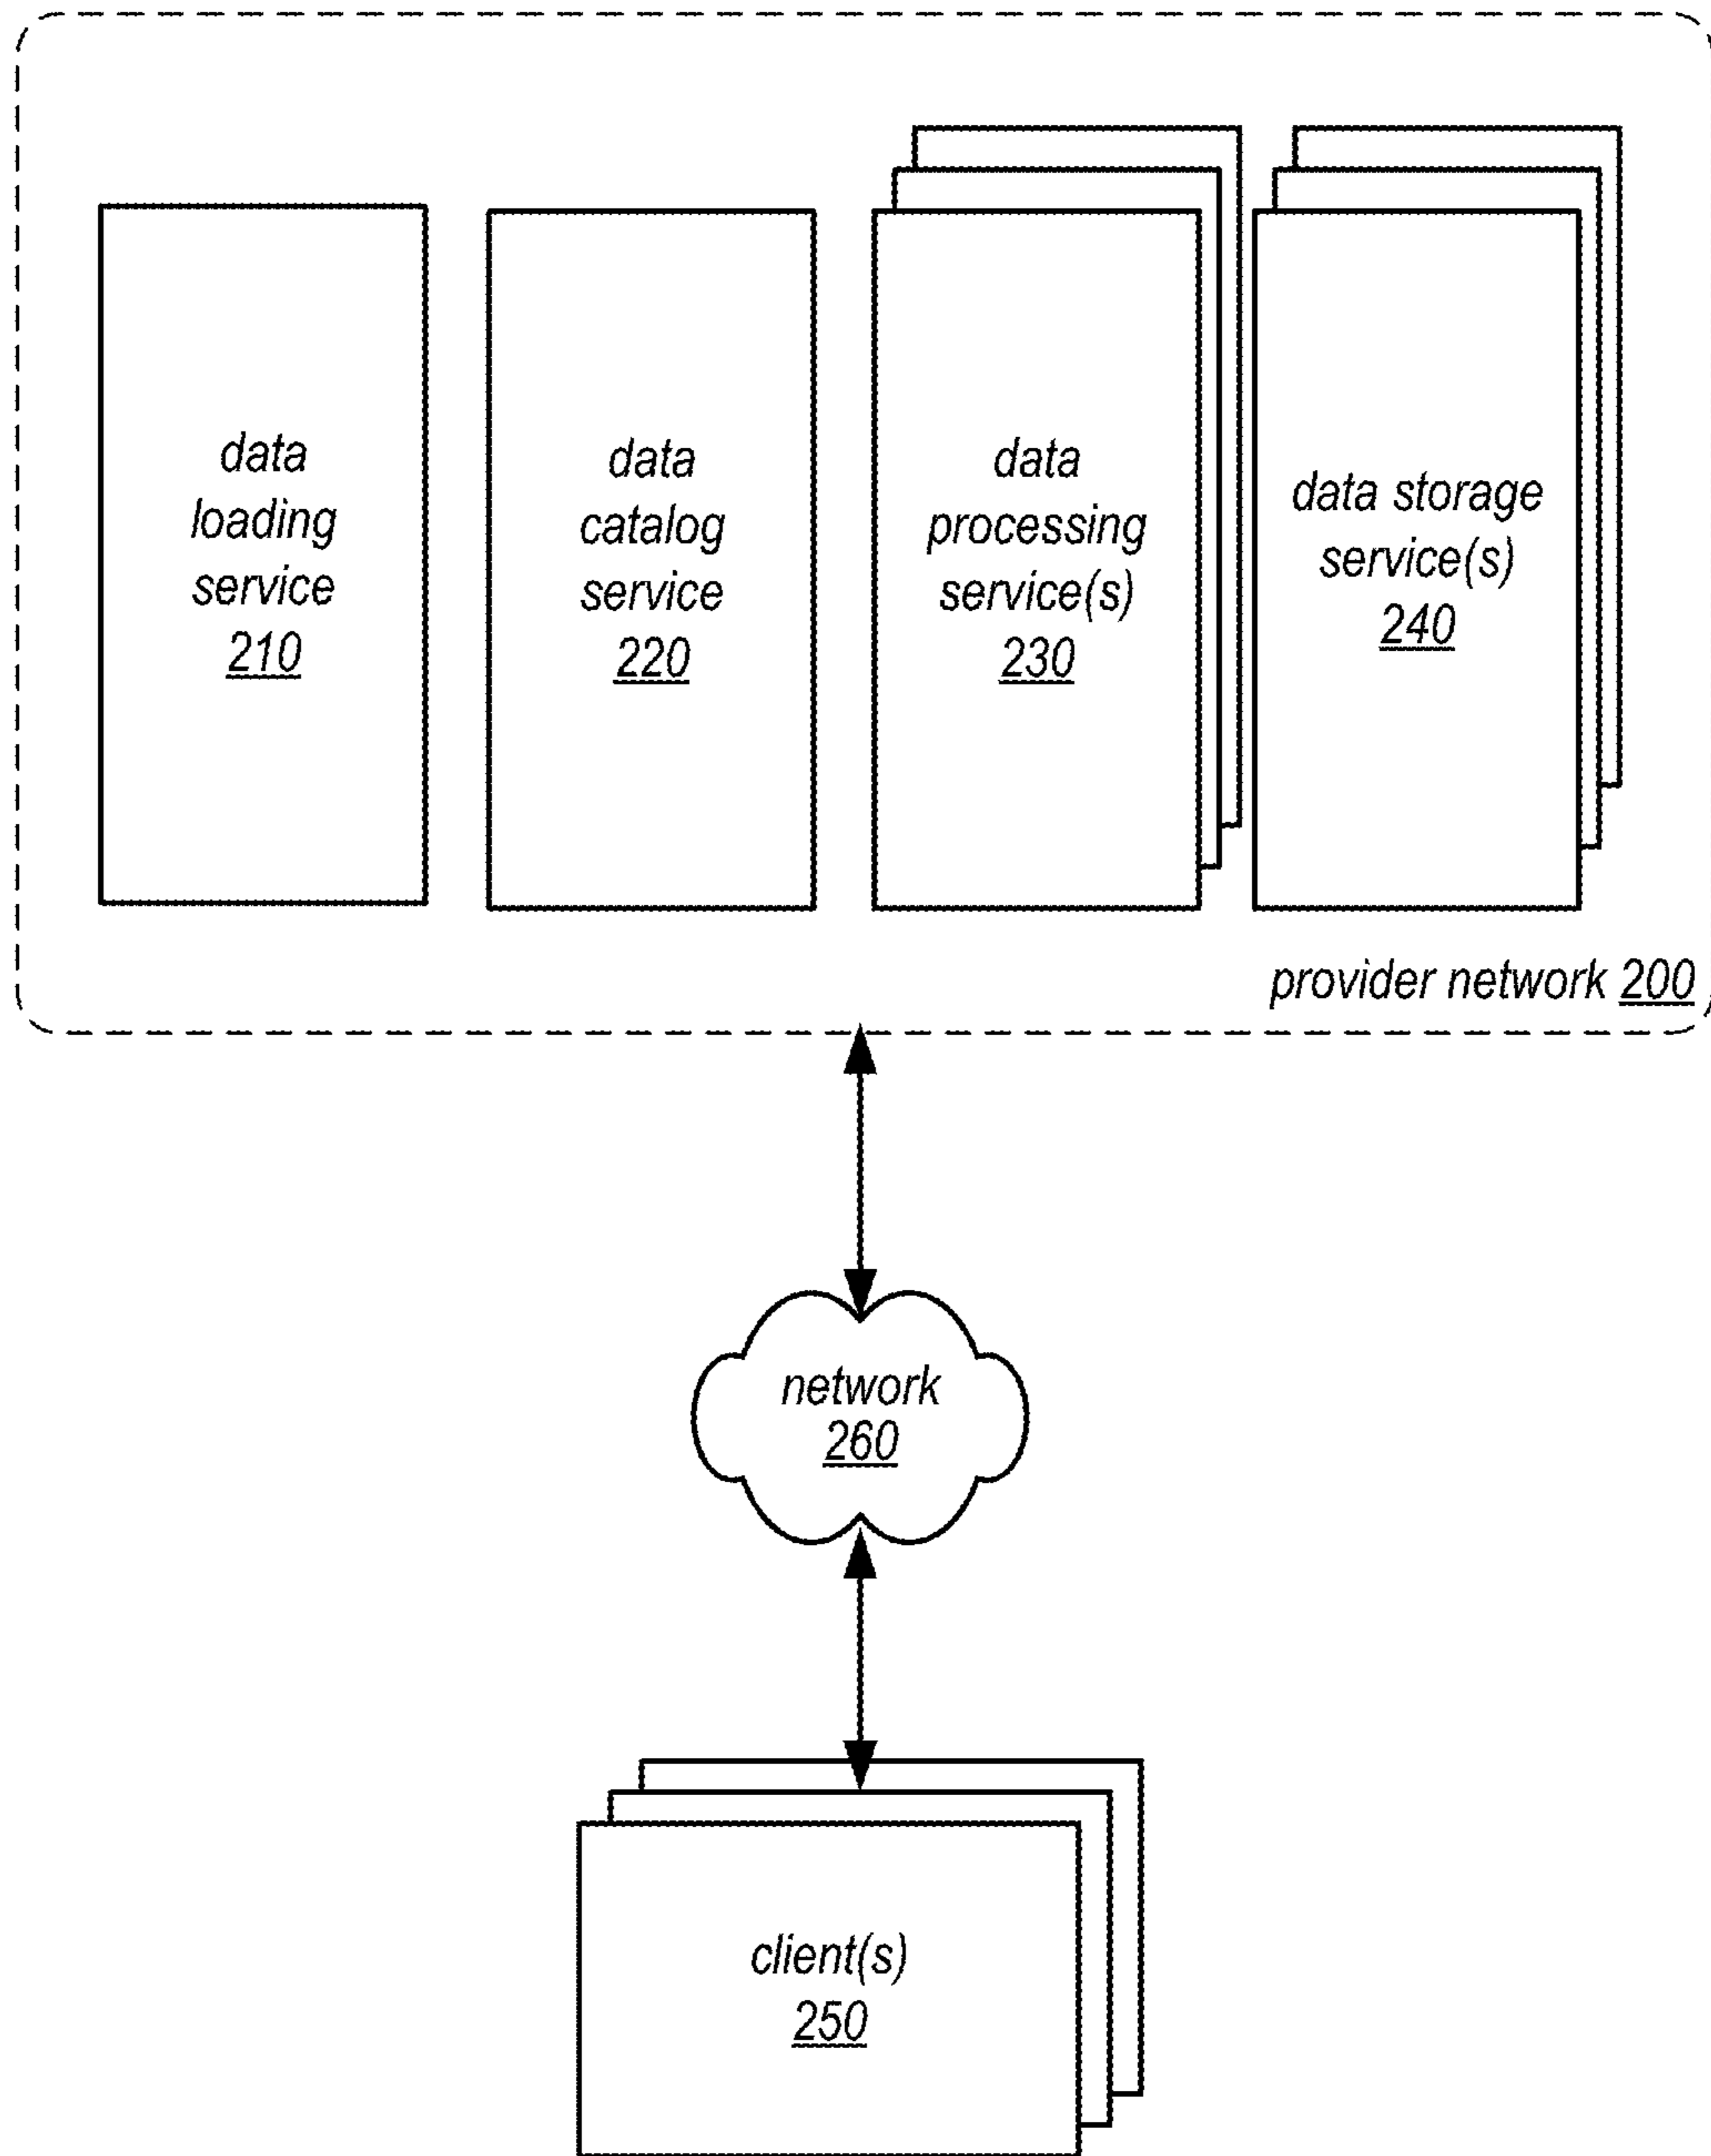 data
loading
service
210
data
catalog
service
220
data
processing
service(s)
230
data storage
service(s)
240
provider network 200
network
260
client(s)
250